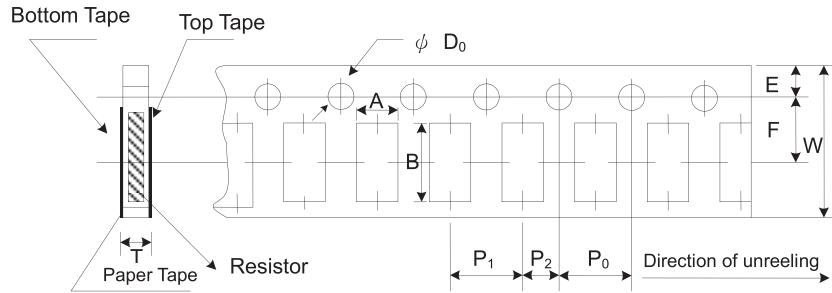 Bottom Tape
Top Tape
ϕ D0
A
E
F
W
B
T
Paper Tape
Resistor
P1
P2
P0
Direction of unreeling